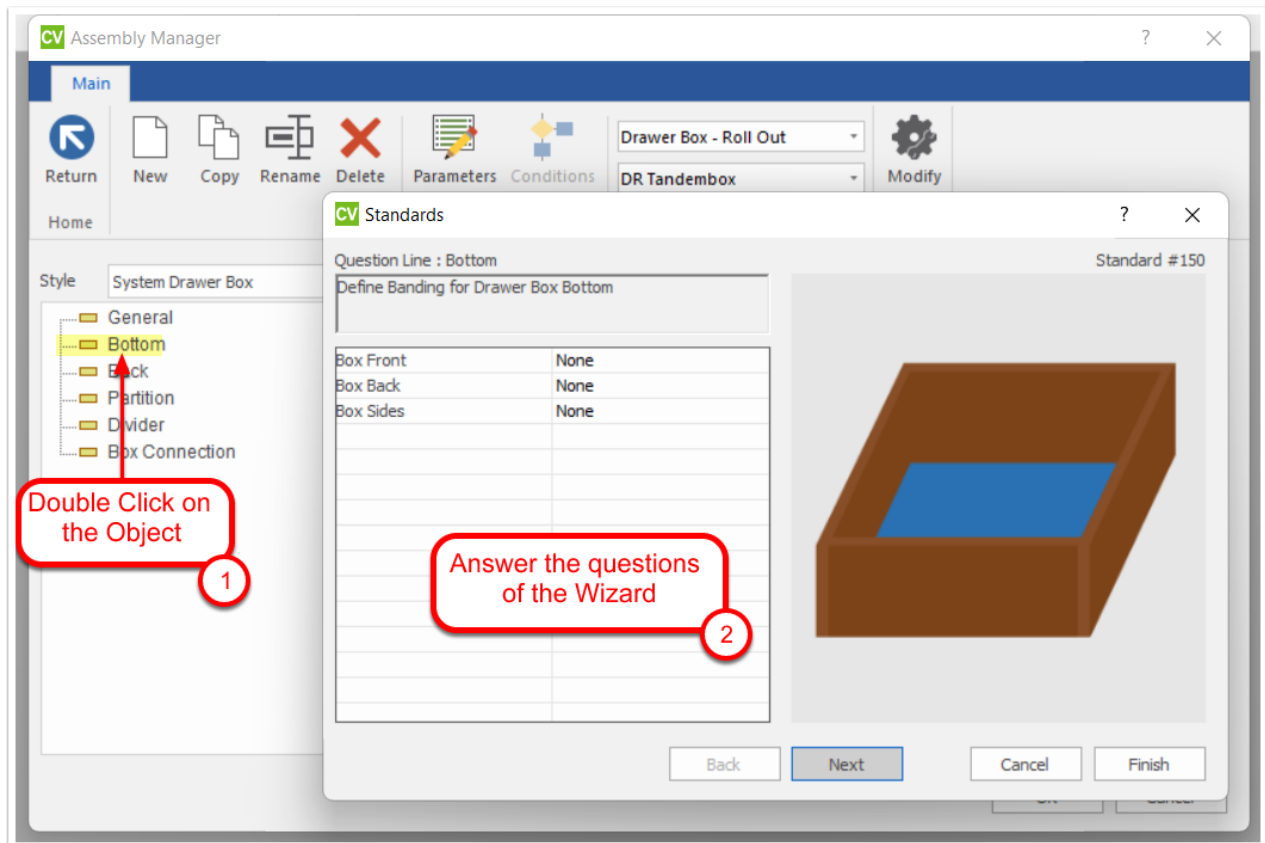 CV Assembly Manager ?
Main
Return New Copy Rename Delete Parameters Conditions
Drawer Box - Roll Out
DR Tandembox
Modify
Home
Style System Drawer Box
General
Bottom
Back
Partition
Divider
Box Connection
Double Click on
the Object
1
CV Standards ?
Question Line : Bottom Standard #150
Define Banding for Drawer Box Bottom
Box Front None
Box Back None
Box Sides None
Answer the questions
of the Wizard
2
Back Next Cancel Finish
OK Cancel